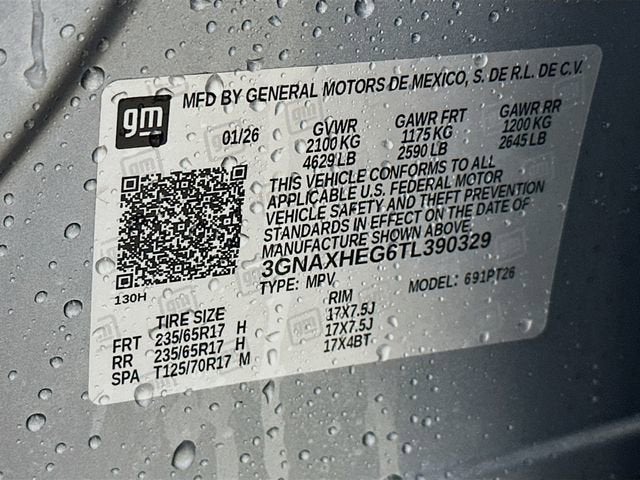 gm
MFD BY GENERAL MOTORS DE MEXICO, S. DE R.L. DE C.V.
01/26 GVWR GAWR FRT GAWR RR
2100 KG 1175 KG 1200 KG
4629 LB 2590 LB 2645 LB
THIS VEHICLE CONFORMS TO ALL
APPLICABLE U.S. FEDERAL MOTOR
VEHICLE SAFETY AND THEFT PREVENTION
STANDARDS IN EFFECT ON THE DATE OF
MANUFACTURE SHOWN ABOVE.
3GNAXHEG6TL390329
TYPE: MPV MODEL: 691PT26
130H
TIRE SIZE RIM
FRT 235/65R17 H 17X7.5J
RR 235/65R17 H 17X7.5J
SPA T125/70R17 M 17X4BT